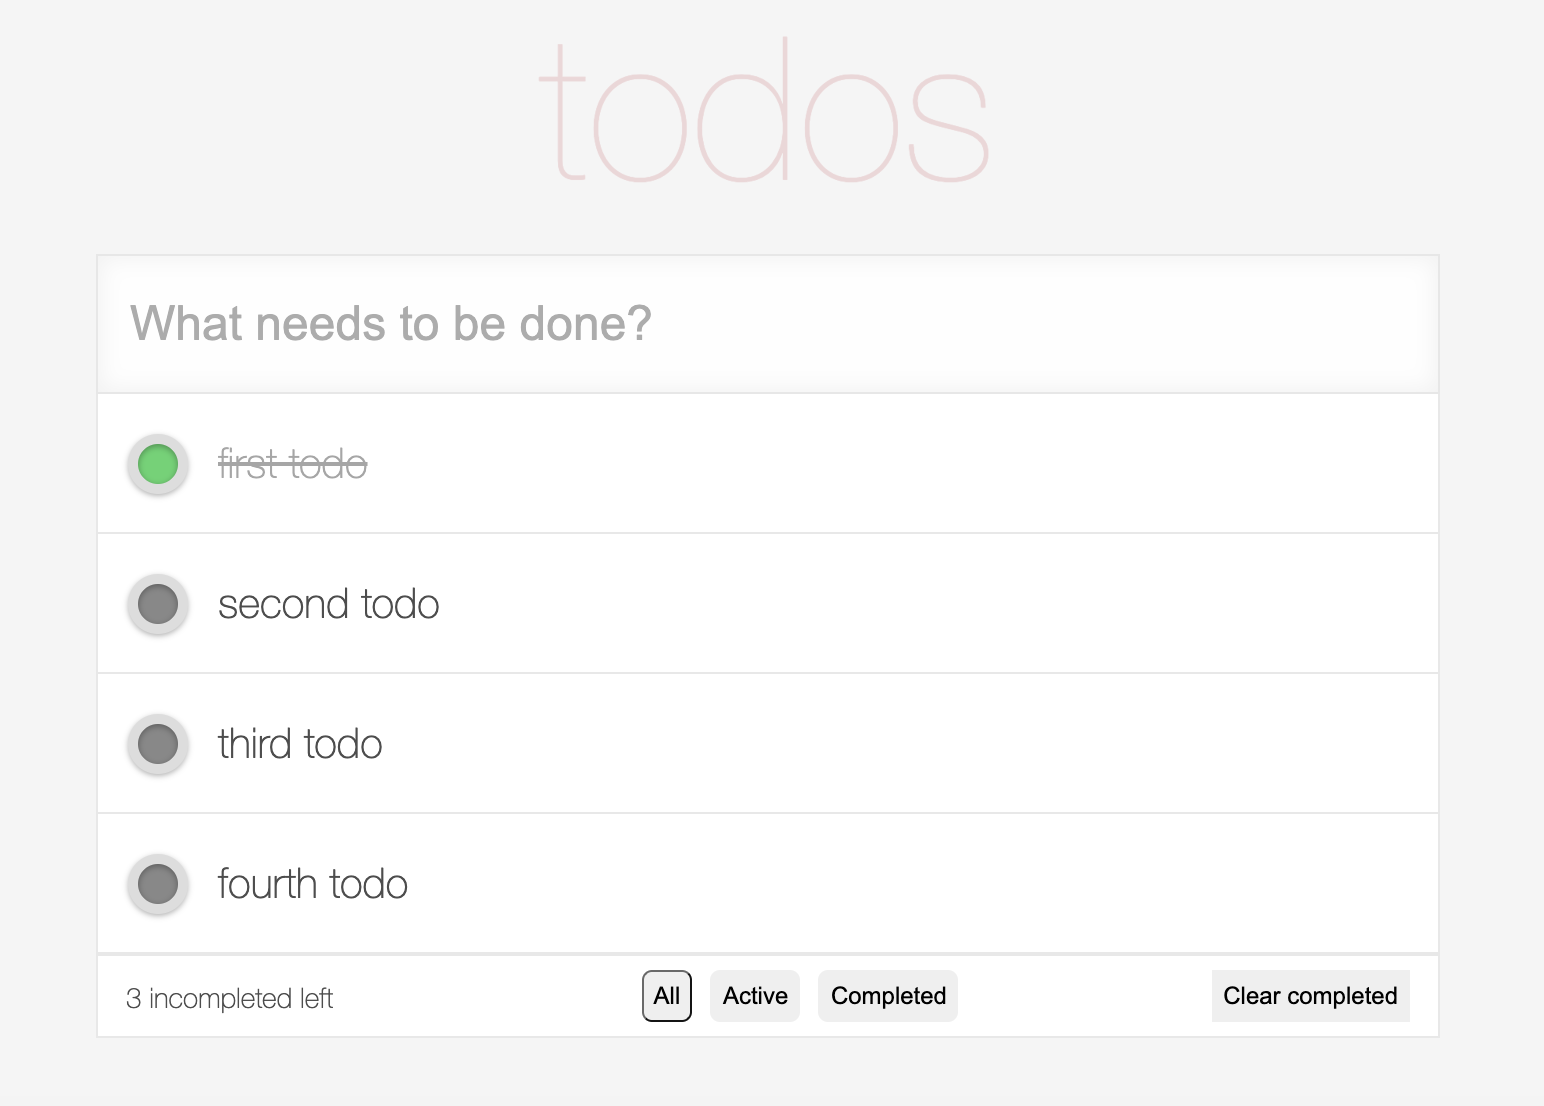 todos
What needs to be done?
first todo
second todo
third todo
fourth todo
3 incompleted left All Active Completed Clear completed